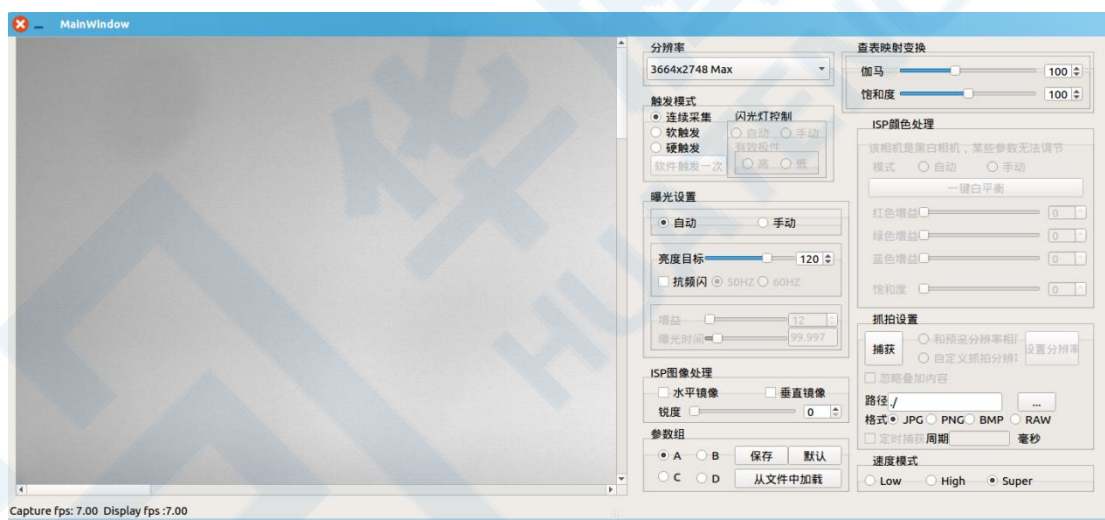 MainWindow
分辨率
3664x2748 Max
触发模式
连续采集
软触发
硬触发
软件触发一次
闪光灯控制
自动 手动
有效极性
高 低
曝光设置
自动 手动
亮度目标 120
抗频闪 50HZ 60HZ
增益 12
曝光时间 99.997
ISP图像处理
水平镜像 垂直镜像
锐度 0
参数组
A B 保存 默认
C D 从文件中加载
查表映射变换
伽马 100
饱和度 100
ISP颜色处理
该相机是黑白相机，某些参数无法调节
模式 自动 手动
一键白平衡
红色增益 0
绿色增益 0
蓝色增益 0
饱和度 0
抓拍设置
捕获
和预览分辨率相
自定义抓拍分辨
设置分辨率
忽略叠加内容
路径 ./ ...
格式 JPG PNG BMP RAW
定时捕获 周期 毫秒
速度模式
Low High Super
Capture fps: 7.00 Display fps :7.00